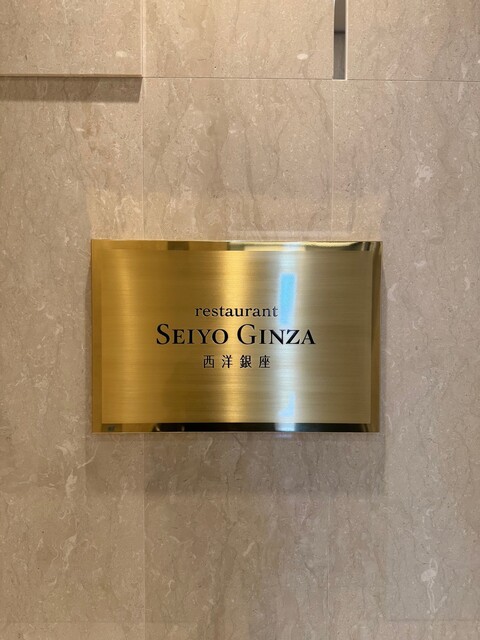 restaurant
SEIYO GINZA
西洋銀座